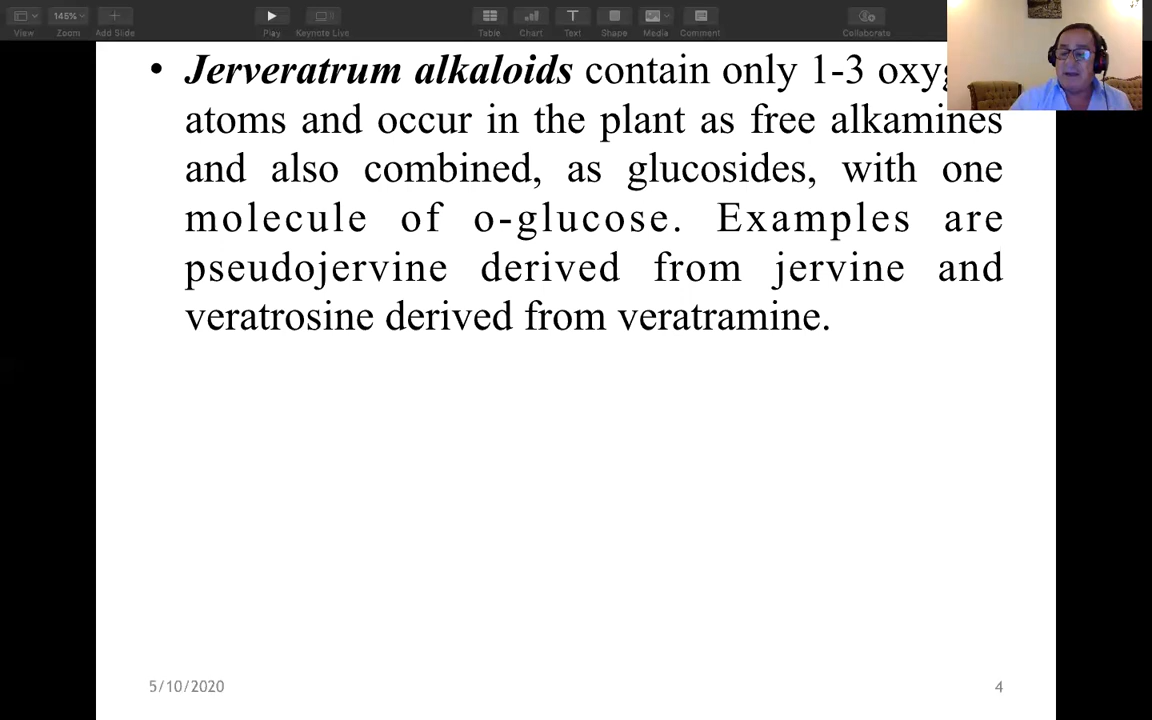 145%
View
Zoom
Add Slide
Play
Keynote Live
Table
Chart
Text
Shape
Media
Comment
Collaborate
• Jerveratrum alkaloids contain only 1-3
atoms and occur in the plant as free alkamines
and also combined, as glucosides, with one
molecule of o-glucose. Examples are
pseudojervine derived from jervine and
veratrosine derived from veratramine.
5/10/2020
4